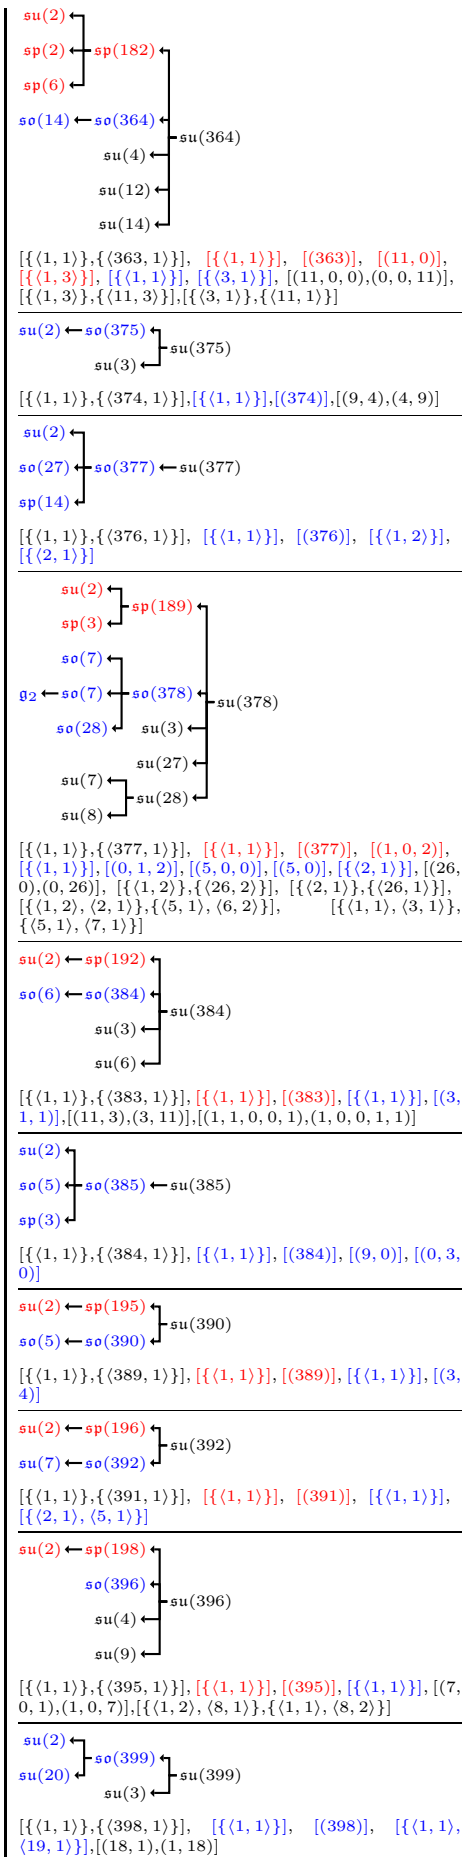 𝔰𝔲(2)
𝔰𝔭(2) 𝔰𝔭(182)
𝔰𝔭(6)
𝔰𝔬(14) 𝔰𝔬(364)
𝔰𝔲(364)
𝔰𝔲(4)
𝔰𝔲(12)
𝔰𝔲(14)
[{⟨1, 1⟩},{⟨363, 1⟩}], [{⟨1, 1⟩}], [(363)], [(11, 0)],
[{⟨1, 3⟩}], [{⟨1, 1⟩}], [{⟨3, 1⟩}], [(11, 0, 0),(0, 0, 11)],
[{⟨1, 3⟩},{⟨11, 3⟩}],[{⟨3, 1⟩},{⟨11, 1⟩}]
𝔰𝔲(2) 𝔰𝔬(375)
𝔰𝔲(375)
𝔰𝔲(3)
[{⟨1, 1⟩},{⟨374, 1⟩}],[{⟨1, 1⟩}],[(374)],[(9, 4),(4, 9)]
𝔰𝔲(2)
𝔰𝔬(27) 𝔰𝔬(377) 𝔰𝔲(377)
𝔰𝔭(14)
[{⟨1, 1⟩},{⟨376, 1⟩}], [{⟨1, 1⟩}], [(376)], [{⟨1, 2⟩}],
[{⟨2, 1⟩}]
𝔰𝔲(2)
𝔰𝔭(189)
𝔰𝔭(3)
𝔰𝔬(7)
𝔤₂ 𝔰𝔬(7) 𝔰𝔬(378)
𝔰𝔲(378)
𝔰𝔬(28) 𝔰𝔲(3)
𝔰𝔲(27)
𝔰𝔲(7)
𝔰𝔲(28)
𝔰𝔲(8)
[{⟨1, 1⟩},{⟨377, 1⟩}], [{⟨1, 1⟩}], [(377)], [(1, 0, 2)],
[{⟨1, 1⟩}], [(0, 1, 2)], [(5, 0, 0)], [(5, 0)], [{⟨2, 1⟩}], [(26,
0),(0, 26)], [{⟨1, 2⟩},{⟨26, 2⟩}], [{⟨2, 1⟩},{⟨26, 1⟩}],
[{⟨1, 2⟩, ⟨2, 1⟩},{⟨5, 1⟩, ⟨6, 2⟩}], [{⟨1, 1⟩, ⟨3, 1⟩},
{⟨5, 1⟩, ⟨7, 1⟩}]
𝔰𝔲(2) 𝔰𝔭(192)
𝔰𝔬(6) 𝔰𝔬(384)
𝔰𝔲(384)
𝔰𝔲(3)
𝔰𝔲(6)
[{⟨1, 1⟩},{⟨383, 1⟩}],[{⟨1, 1⟩}],[(383)],[{⟨1, 1⟩}], [(3,
1, 1)],[(11, 3),(3, 11)],[(1, 1, 0, 0, 1),(1, 0, 0, 1, 1)]
𝔰𝔲(2)
𝔰𝔬(5) 𝔰𝔬(385) 𝔰𝔲(385)
𝔰𝔭(3)
[{⟨1, 1⟩},{⟨384, 1⟩}], [{⟨1, 1⟩}], [(384)], [(9, 0)], [(0, 3,
0)]
𝔰𝔲(2) 𝔰𝔭(195)
𝔰𝔲(390)
𝔰𝔬(5) 𝔰𝔬(390)
[{⟨1, 1⟩},{⟨389, 1⟩}],[{⟨1, 1⟩}],[(389)],[{⟨1, 1⟩}],[(3,
4)]
𝔰𝔲(2) 𝔰𝔭(196)
𝔰𝔲(392)
𝔰𝔲(7) 𝔰𝔬(392)
[{⟨1, 1⟩},{⟨391, 1⟩}], [{⟨1, 1⟩}], [(391)], [{⟨1, 1⟩}],
[{⟨2, 1⟩, ⟨5, 1⟩}]
𝔰𝔲(2) 𝔰𝔭(198)
𝔰𝔬(396)
𝔰𝔲(396)
𝔰𝔲(4)
𝔰𝔲(9)
[{⟨1, 1⟩},{⟨395, 1⟩}],[{⟨1, 1⟩}],[(395)],[{⟨1, 1⟩}], [(7,
0, 1),(1, 0, 7)],[{⟨1, 2⟩, ⟨8, 1⟩},{⟨1, 1⟩, ⟨8, 2⟩}]
𝔰𝔲(2)
𝔰𝔬(399)
𝔰𝔲(20) 𝔰𝔲(399)
𝔰𝔲(3)
[{⟨1, 1⟩},{⟨398, 1⟩}], [{⟨1, 1⟩}], [(398)], [{⟨1, 1⟩,
⟨19, 1⟩}],[(18, 1),(1, 18)]